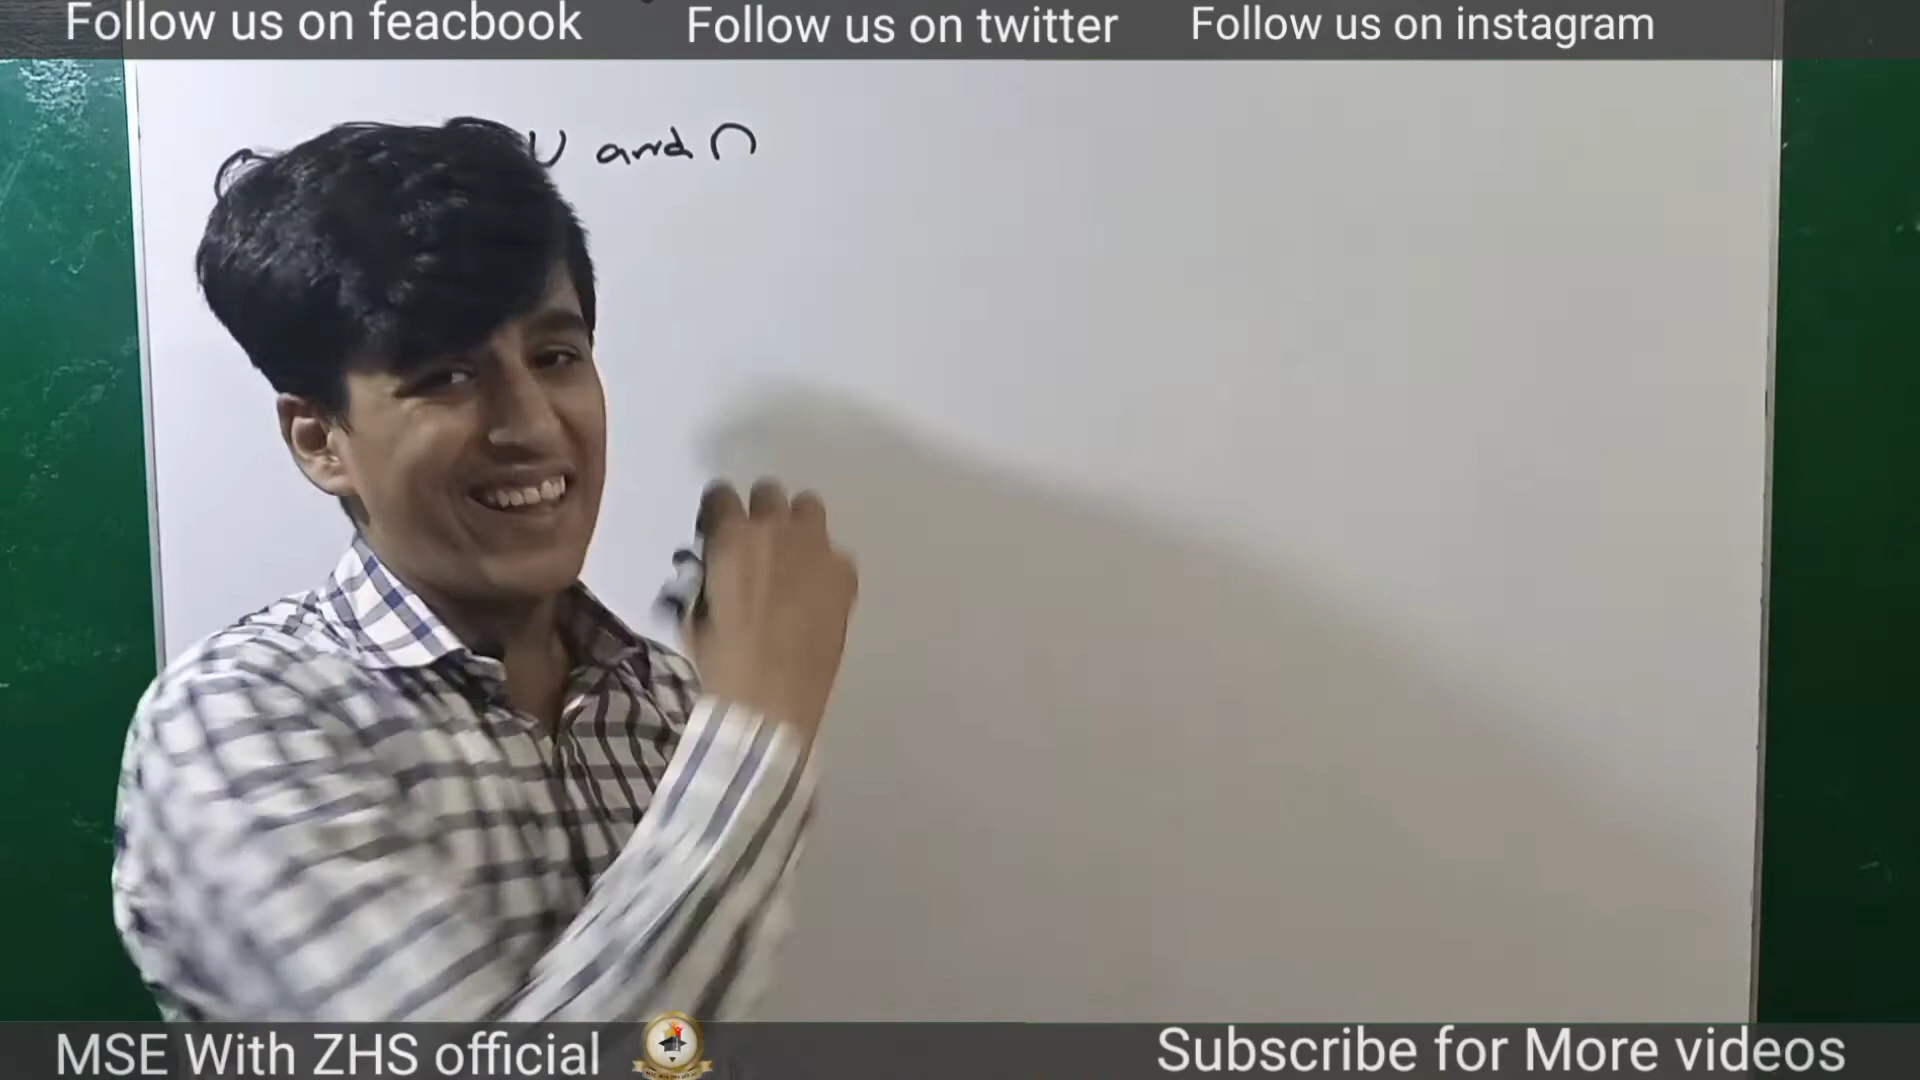 Follow us on feacbook
Follow us on twitter
Follow us on instagram
∪ and ∩
MSE With ZHS official
Subscribe for More videos